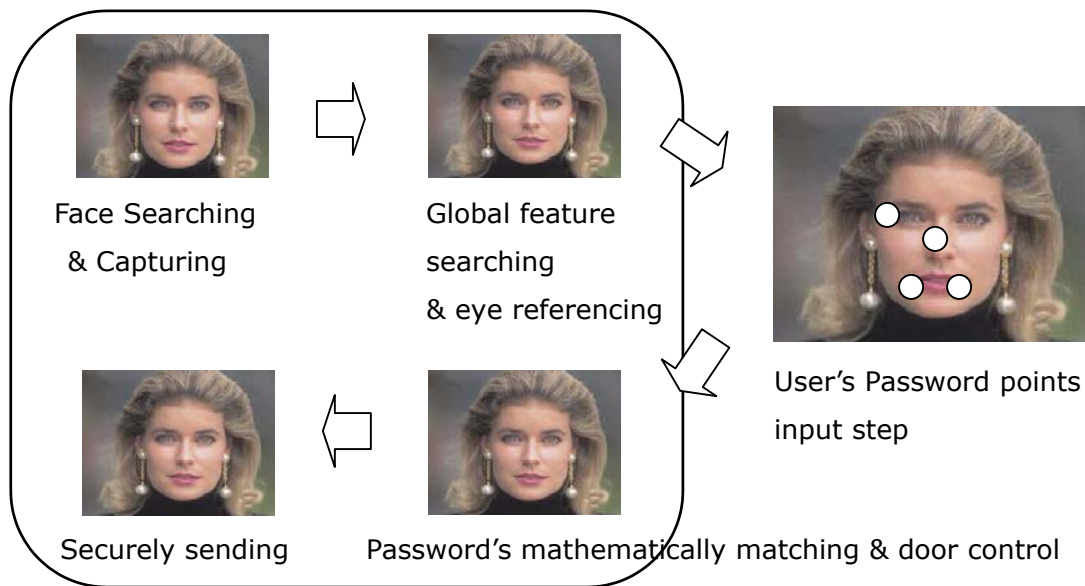 Face Searching
& Capturing
Global feature
searching
& eye referencing
User's Password points
input step
Password's mathematically matching & door control
Securely sending